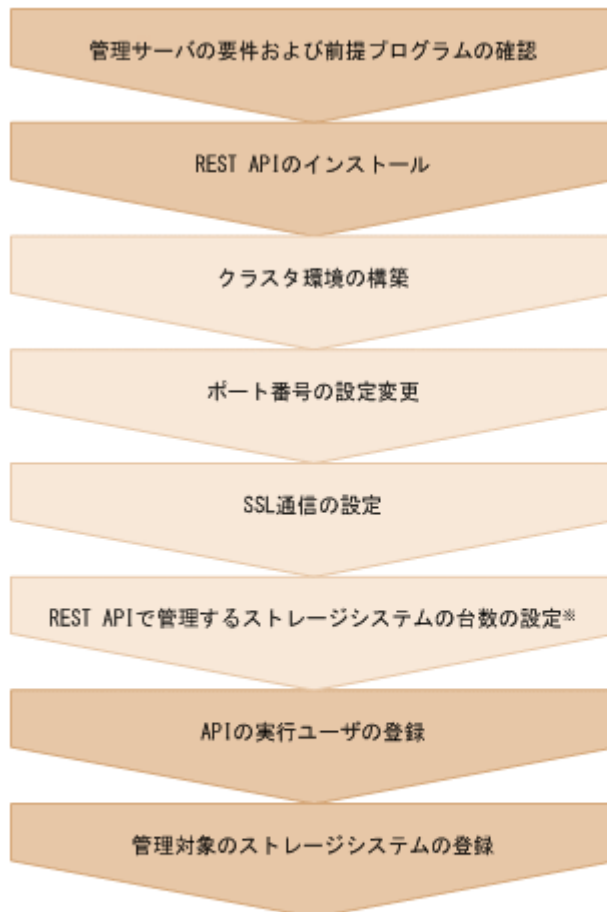 管理サーバの要件および前提プログラムの確認
REST APIのインストール
クラスタ環境の構築
ポート番号の設定変更
SSL通信の設定
REST APIで管理するストレージシステムの台数の設定※
APIの実行ユーザの登録
管理対象のストレージシステムの登録